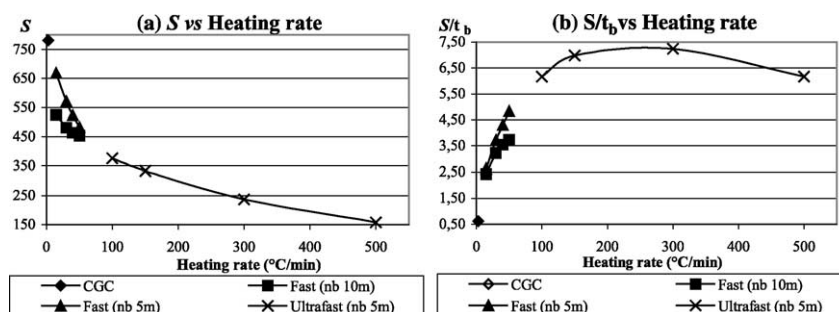 (a) S vs Heating rate
S
750
650
550
450
350
250
150
0 100 200 300 400 500
Heating rate (°C/min)
CGC Fast (nb 10m)
Fast (nb 5m) Ultrafast (nb 5m)
(b) S/tb vs Heating rate
S/t b
7,50
6,50
5,50
4,50
3,50
2,50
1,50
0,50
0 100 200 300 400 500
Heating rate (°C/min)
CGC Fast (nb 10m)
Fast (nb 5m) Ultrafast (nb 5m)